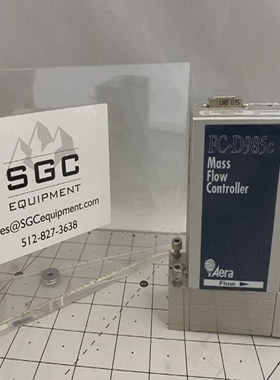 SGC
EQUIPMENT
es@SGCequipment.com
512-827-3638
FC-D985c
Mass
Flow
Controller
Aera
Flow